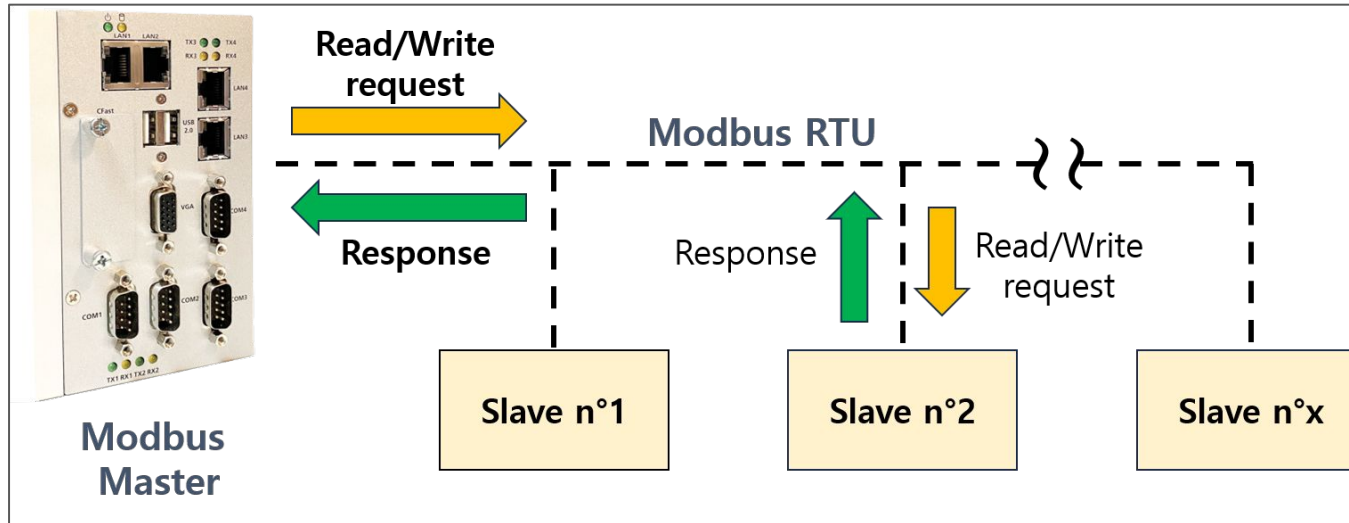 LAN1 LAN2
TX3 TX4
RX3 RX4
LAN4
CFast
USB
2.0
LAN3
VGA
COM4
COM1
COM2
COM3
TX1 RX1 TX2 RX2
Modbus
Master
Read/Write
request
Modbus RTU
Response
Response
Read/Write
request
Slave n°1
Slave n°2
Slave n°x